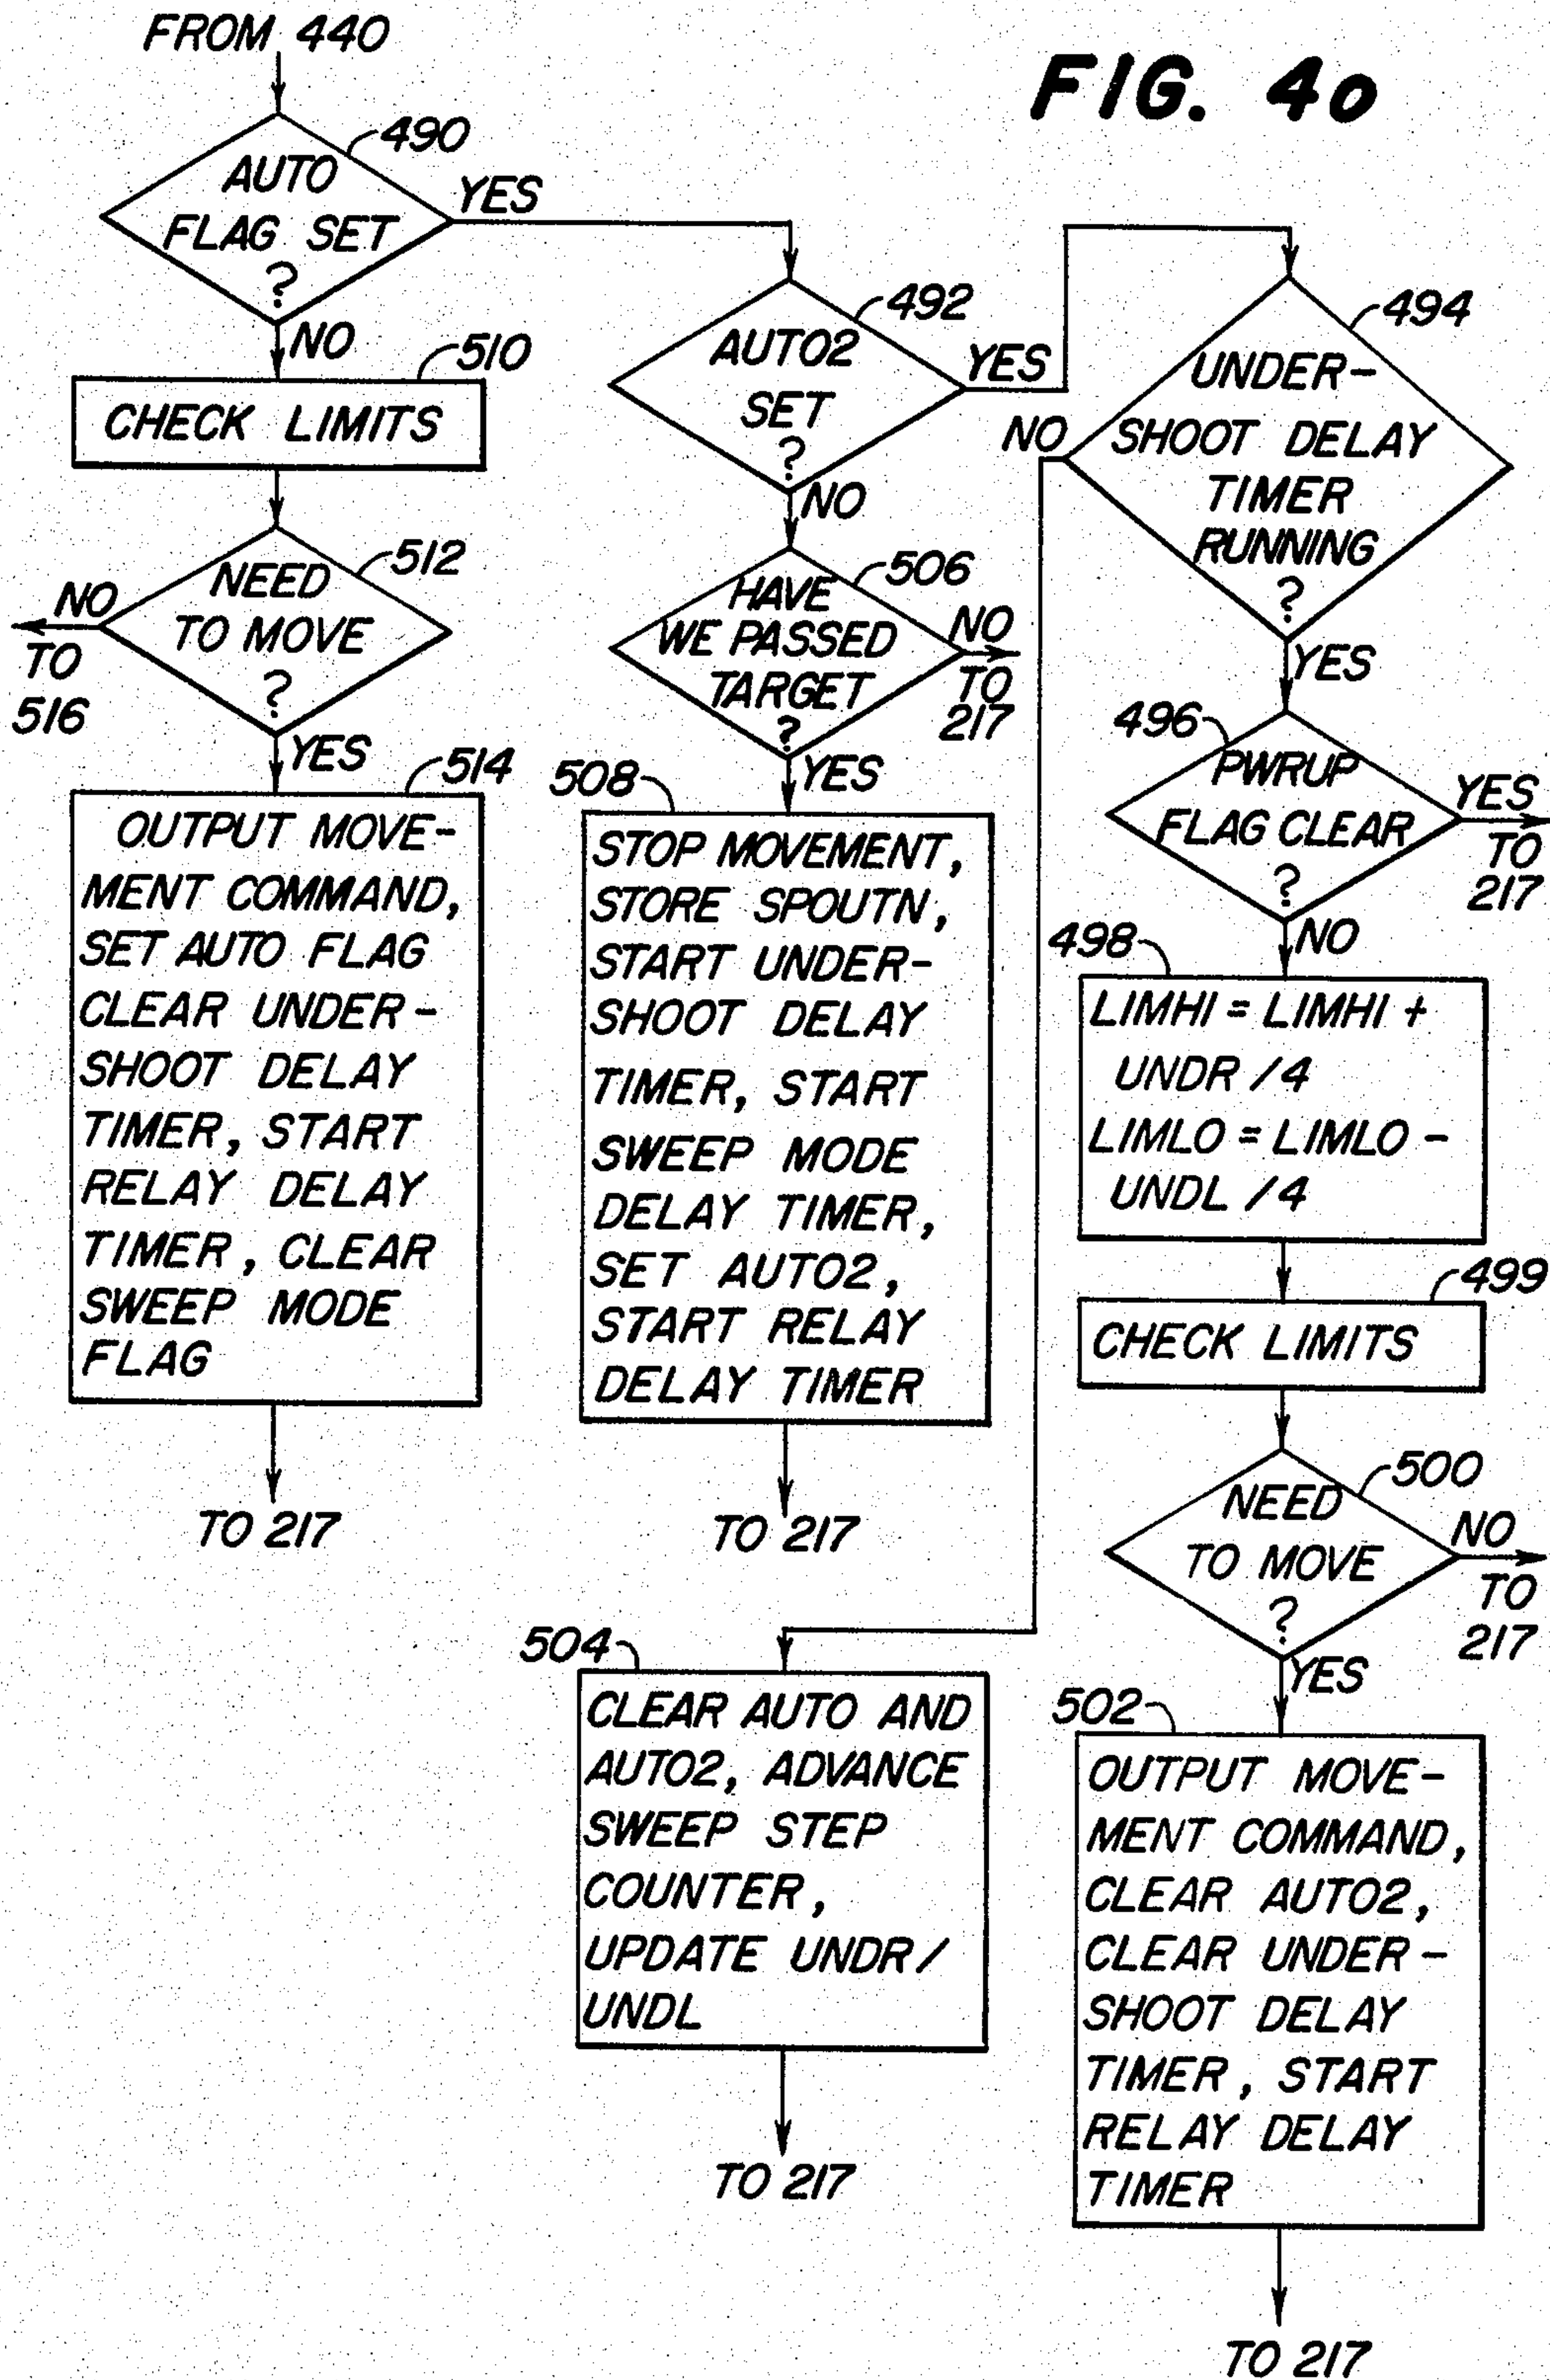 FROM 440
FIG. 4o
490
AUTO
FLAG SET
?
YES
NO
510
CHECK LIMITS
512
NEED
TO MOVE
?
NO
TO
516
YES
514
OUTPUT MOVE-
MENT COMMAND,
SET AUTO FLAG
CLEAR UNDER-
SHOOT DELAY
TIMER, START
RELAY DELAY
TIMER, CLEAR
SWEEP MODE
FLAG
TO 217
492
AUTO2
SET
?
YES
NO
506
HAVE
WE PASSED
TARGET
?
NO
TO
217
YES
508
STOP MOVEMENT,
STORE SPOUTN,
START UNDER-
SHOOT DELAY
TIMER, START
SWEEP MODE
DELAY TIMER,
SET AUTO2,
START RELAY
DELAY TIMER
TO 217
494
UNDER-
SHOOT DELAY
TIMER
RUNNING
?
NO
YES
496
PWRUP
FLAG CLEAR
?
YES
TO
217
NO
498
LIMHI = LIMHI +
UNDR /4
LIMLO = LIMLO -
UNDL /4
499
CHECK LIMITS
500
NEED
TO MOVE
?
NO
TO
217
YES
502
OUTPUT MOVE-
MENT COMMAND,
CLEAR AUTO2,
CLEAR UNDER-
SHOOT DELAY
TIMER, START
RELAY DELAY
TIMER
TO 217
504
CLEAR AUTO AND
AUTO2, ADVANCE
SWEEP STEP
COUNTER,
UPDATE UNDR/
UNDL
TO 217